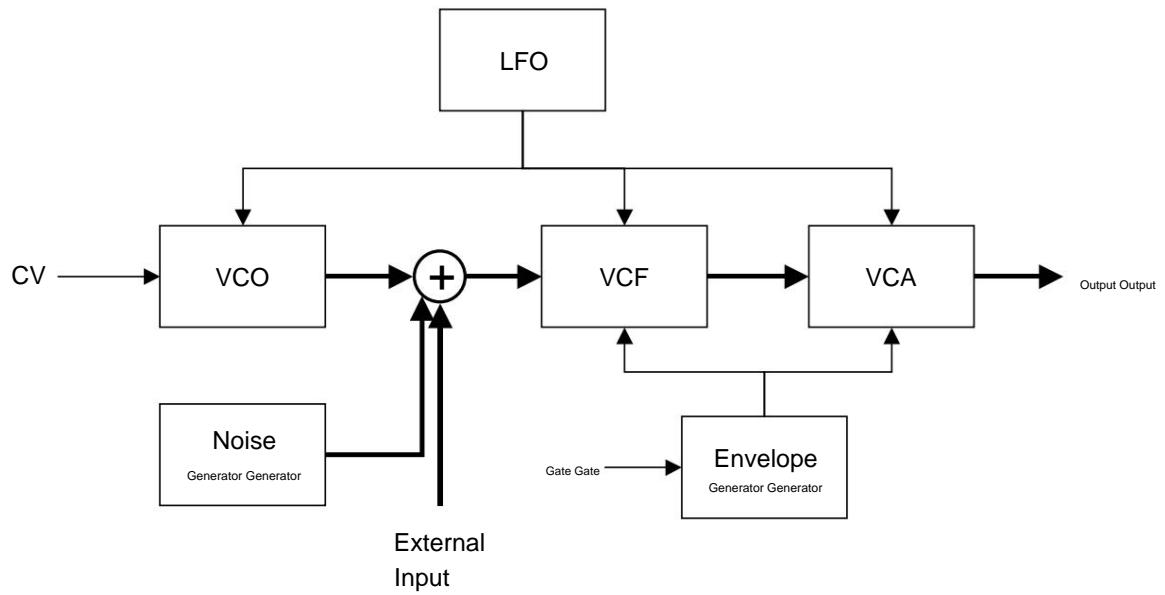 LFO
CV
VCO
+
VCF
VCA
Output Output
Noise
Generator Generator
Gate Gate
Envelope
Generator Generator
External
Input